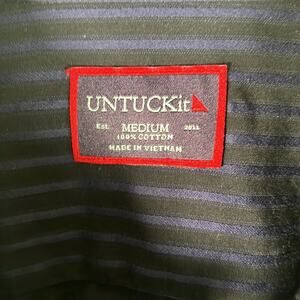 UNTUCKit
Est. MEDIUM 2011
100% COTTON
MADE IN VIETNAM